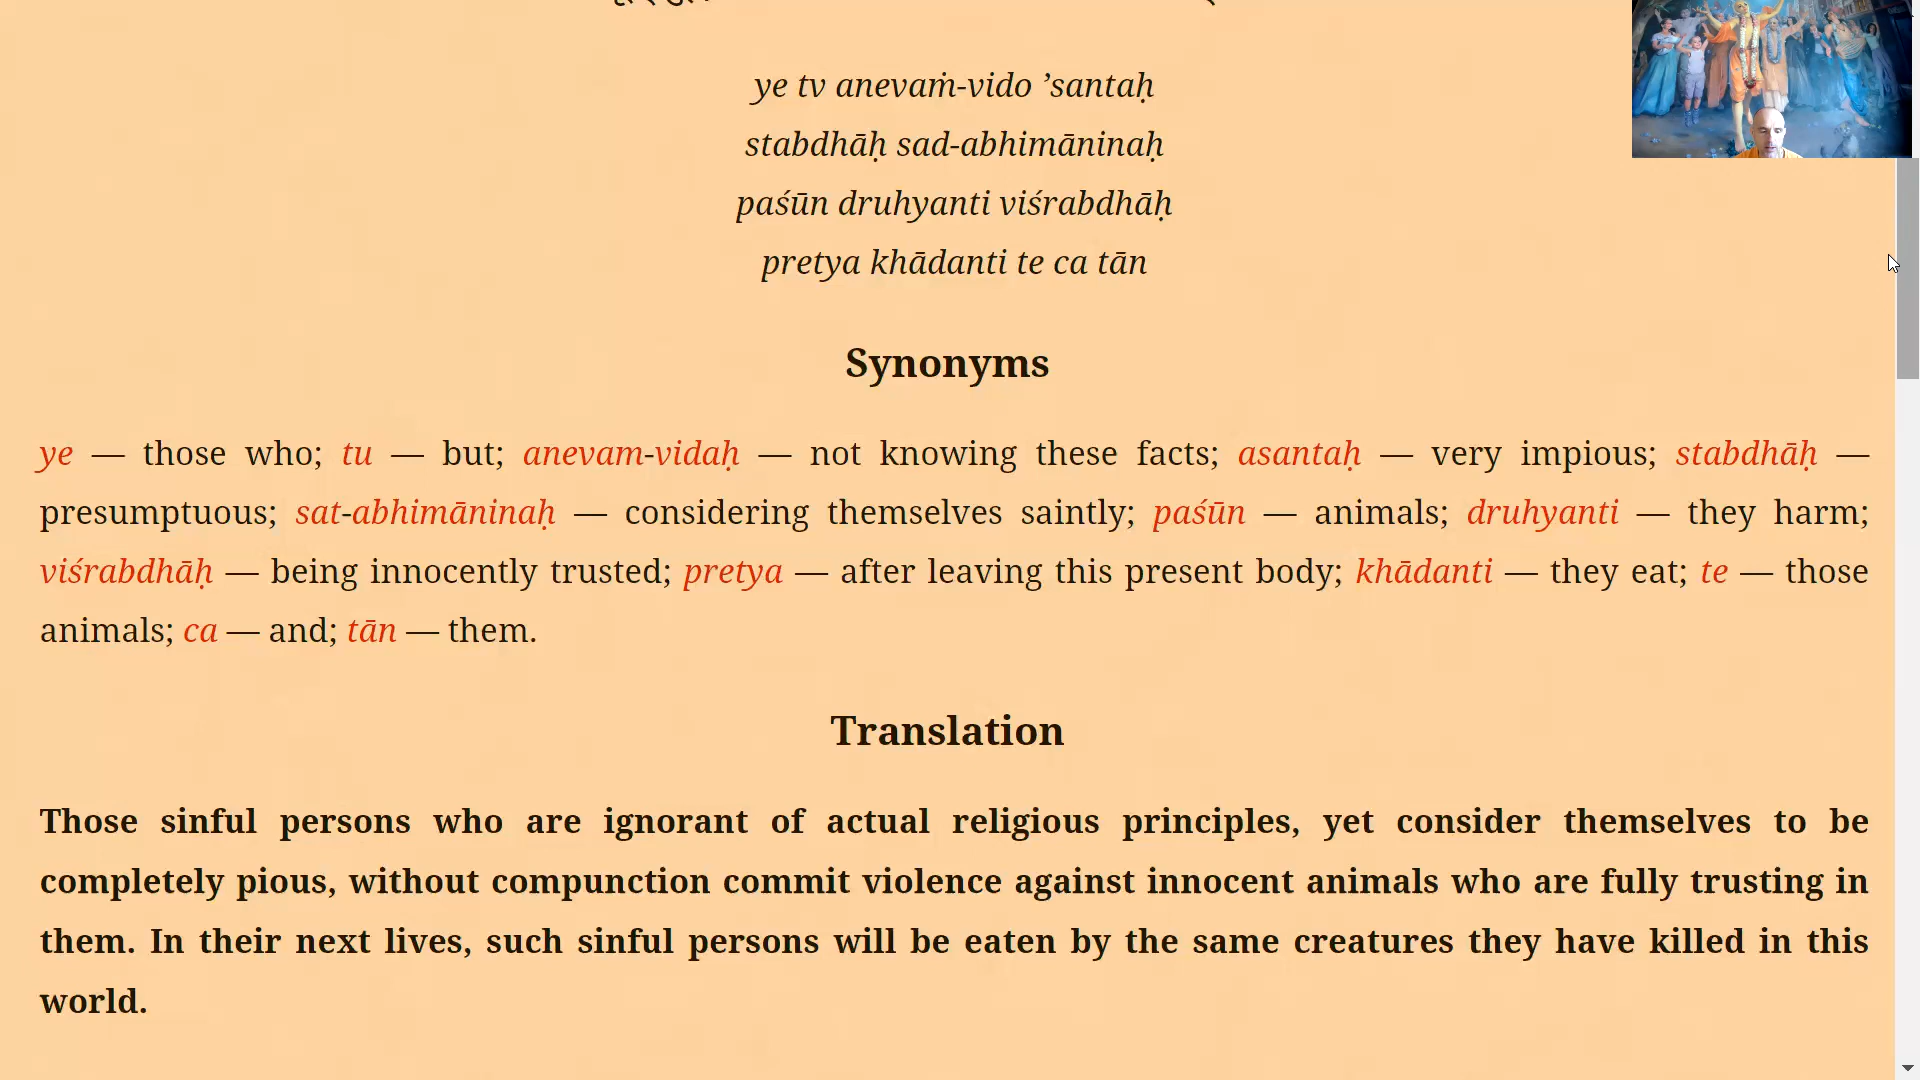 ye tv anevaṁ-vido ’santaḥ
stabdhāḥ sad-abhimāninaḥ
paśūn druhyanti viśrabdhāḥ
pretya khādanti te ca tān
Synonyms
ye — those who; tu — but; anevam-vidaḥ — not knowing these facts; asantaḥ — very impious; stabdhāḥ —
presumptuous; sat-abhimāninaḥ — considering themselves saintly; paśūn — animals; druhyanti — they harm;
viśrabdhāḥ — being innocently trusted; pretya — after leaving this present body; khādanti — they eat; te — those
animals; ca — and; tān — them.
Translation
Those sinful persons who are ignorant of actual religious principles, yet consider themselves to be
completely pious, without compunction commit violence against innocent animals who are fully trusting in
them. In their next lives, such sinful persons will be eaten by the same creatures they have killed in this
world.